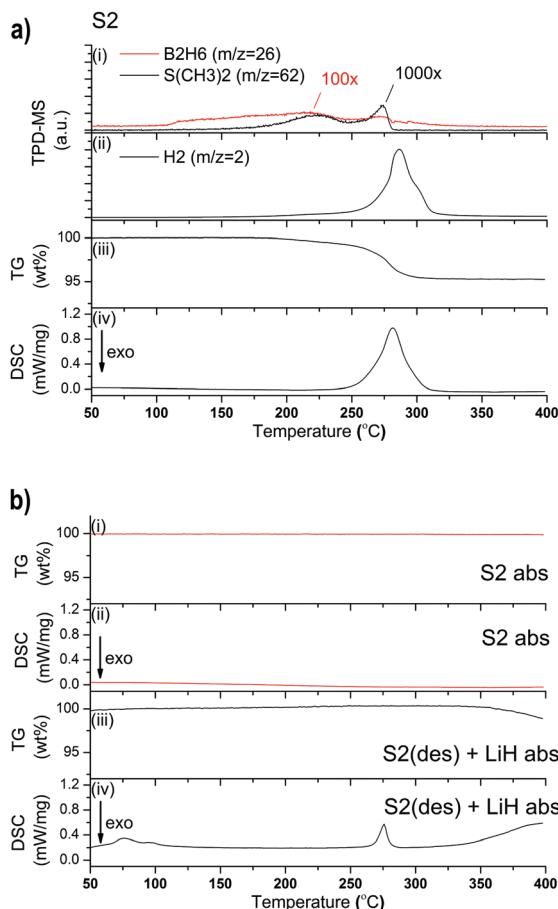 a) S2
(i) B2H6 (m/z=26)
S(CH3)2 (m/z=62)
100x
1000x
TPD-MS
(a.u.)
(ii) H2 (m/z=2)
(iii)
TG
(wt%)
100
95
(iv)
exo
DSC
(mW/mg)
1.2
0.8
0.4
0.0
50 100 150 200 250 300 350 400
Temperature (°C)
b)
(i)
TG
(wt%)
100
95
S2 abs
(ii)
exo
DSC
(mW/mg)
1.2
0.8
0.4
0.0
S2 abs
(iii)
TG
(wt%)
100
95
S2(des) + LiH abs
(iv)
exo
DSC
(mW/mg)
1.2
0.8
0.4
0.0
S2(des) + LiH abs
50 100 150 200 250 300 350 400
Temperature (°C)